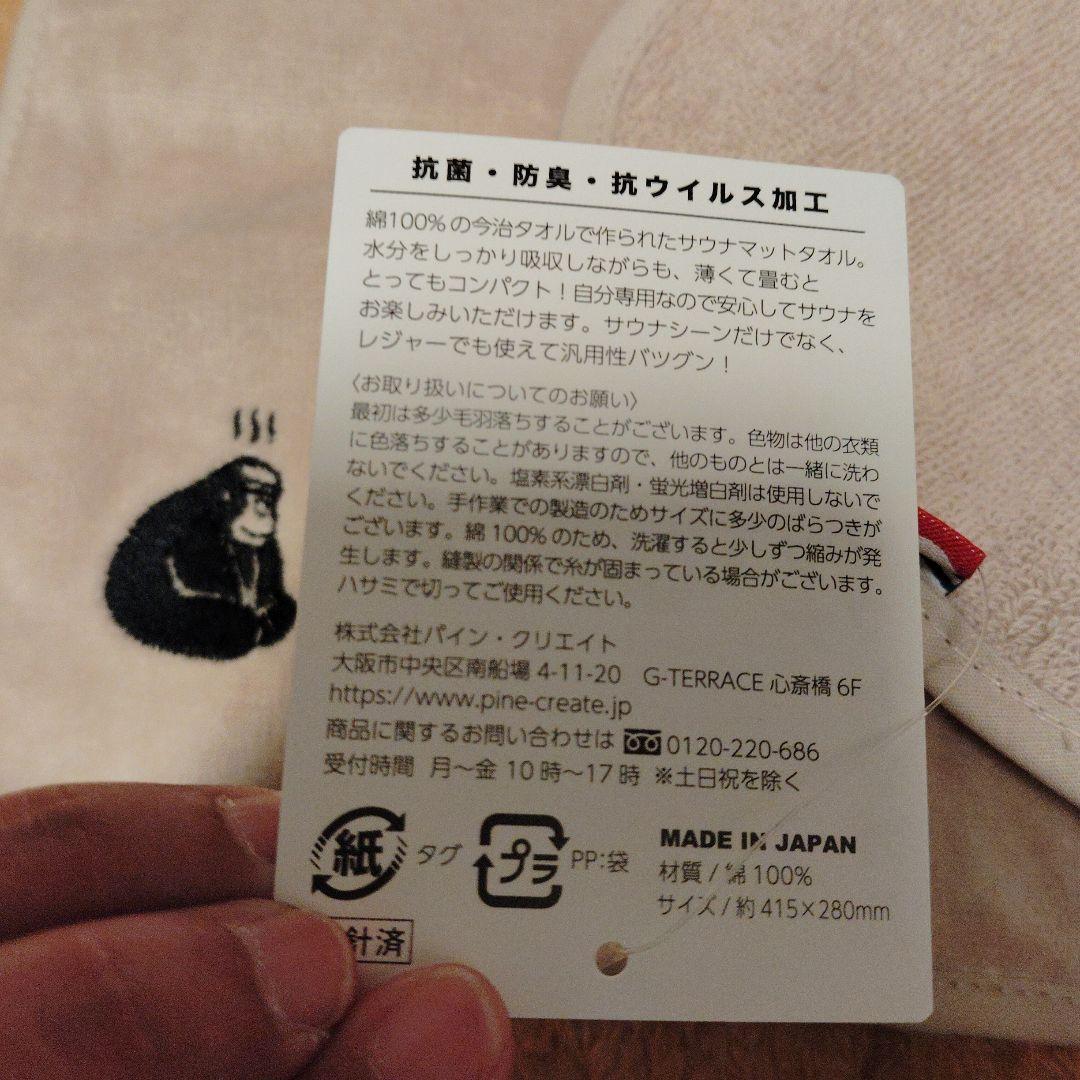 抗菌・防臭・抗ウイルス加工
綿100%の今治タオルで作られたサウナマットタオル。
水分をしっかり吸収しながらも、薄くて畳むと
とってもコンパクト！自分専用なので安心してサウナを
お楽しみいただけます。サウナシーンだけでなく、
レジャーでも使えて汎用性バツグン！
〈お取り扱いについてのお願い〉
最初は多少毛羽落ちすることがございます。色物は他の衣類
に色落ちすることがありますので、他のものとは一緒に洗わ
ないでください。塩素系漂白剤・蛍光増白剤は使用しないで
ください。手作業での製造のためサイズに多少のばらつきが
ございます。綿100%のため、洗濯すると少しずつ縮みが発
生します。縫製の関係で糸が固まっている場合がございます。
ハサミで切ってご使用ください。
株式会社パイン・クリエイト
大阪市中央区南船場 4-11-20 G-TERRACE 心斎橋 6F
https://www.pine-create.jp
商品に関するお問い合わせは 0120-220-686
受付時間 月～金 10時～17時 ※土日祝を除く
紙 タグ プラ PP:袋
MADE IN JAPAN
材質 / 綿 100%
サイズ / 約 415×280mm
針済